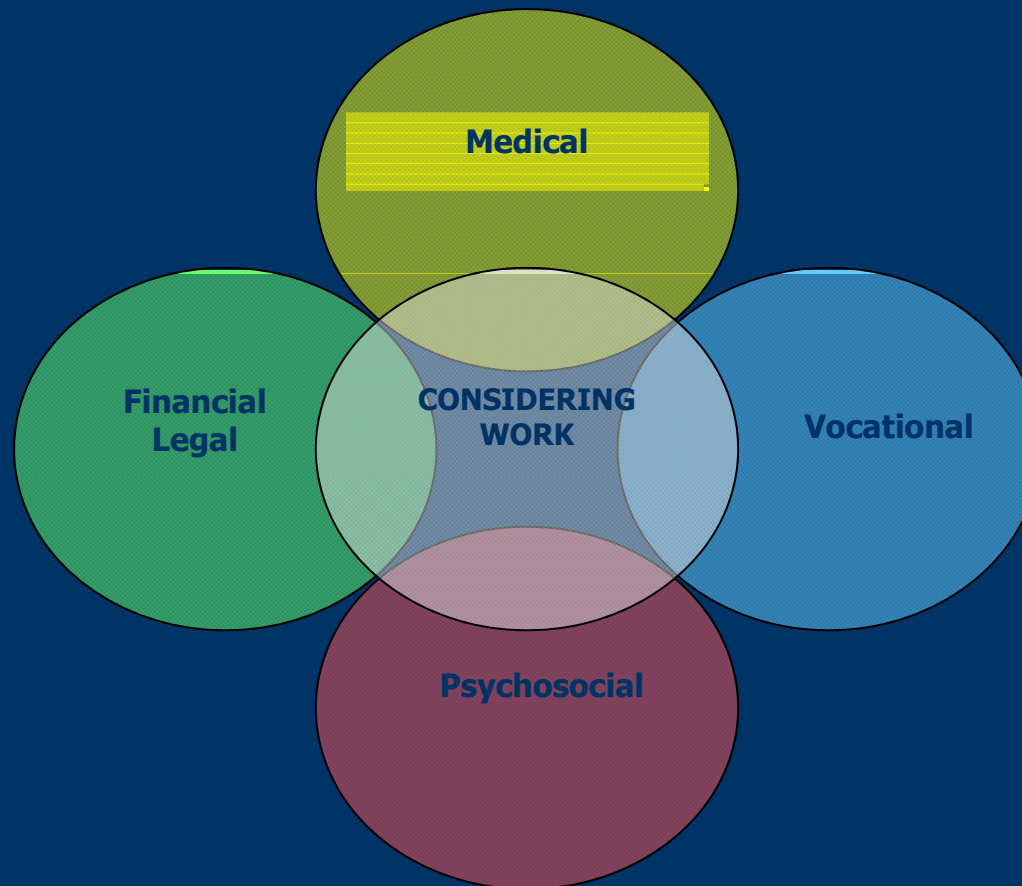 Medical
Financial
Legal
CONSIDERING
WORK
Vocational
Psychosocial